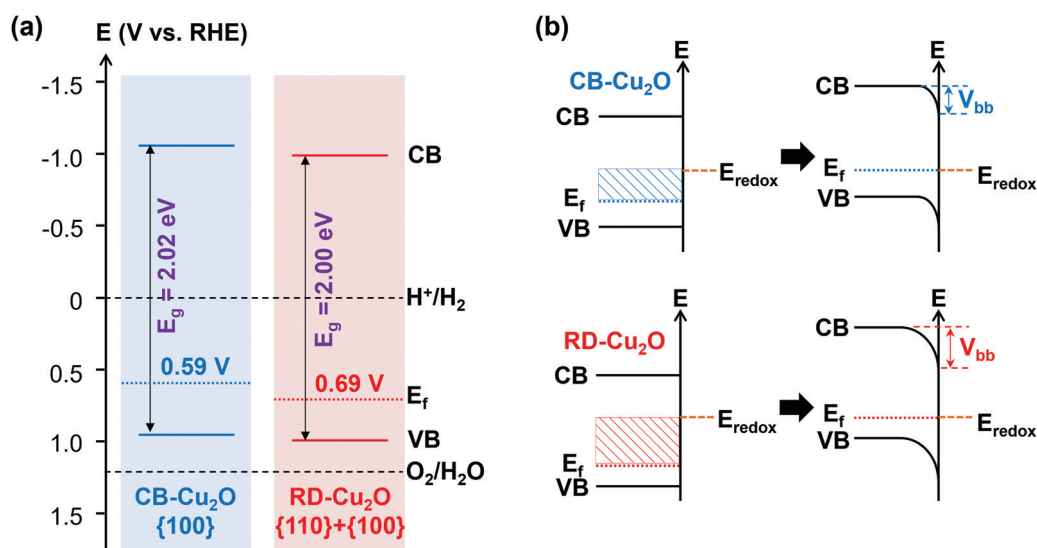 (a)
E (V vs. RHE)
-1.5
-1.0
-0.5
0
0.5
1.0
1.5
E_g = 2.02 eV
E_g = 2.00 eV
0.59 V
0.69 V
CB
H⁺/H₂
E_f
VB
O₂/H₂O
CB-Cu₂O
{100}
RD-Cu₂O
{110}+{100}
(b)
E
CB-Cu₂O
CB
E_f
VB
E_redox
E
CB
V_bb
E_f
VB
E_redox
E
RD-Cu₂O
CB
E_f
VB
E_redox
E
CB
V_bb
E_f
VB
E_redox